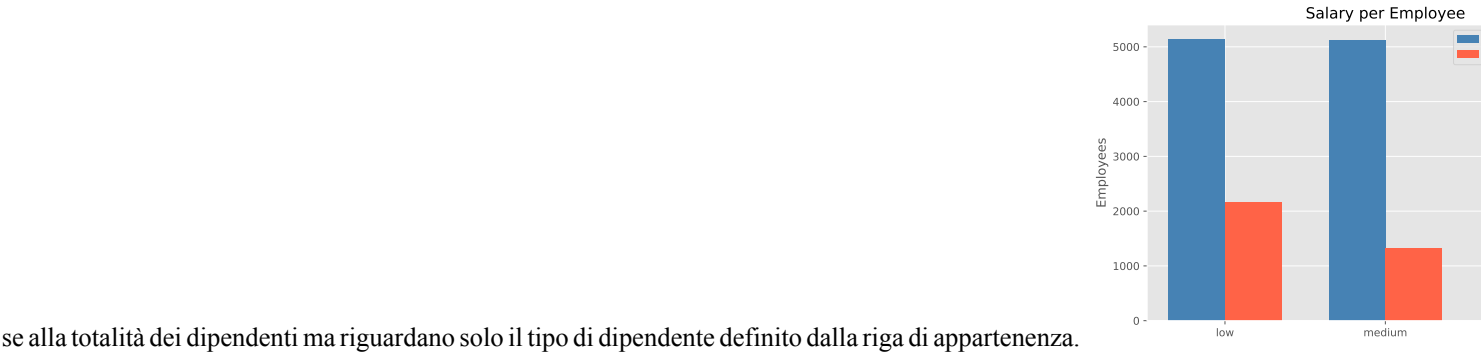 Salary per Employee
5000
4000
3000
2000
1000
0
Employees
low
medium
se alla totalità dei dipendenti ma riguardano solo il tipo di dipendente definito dalla riga di appartenenza.